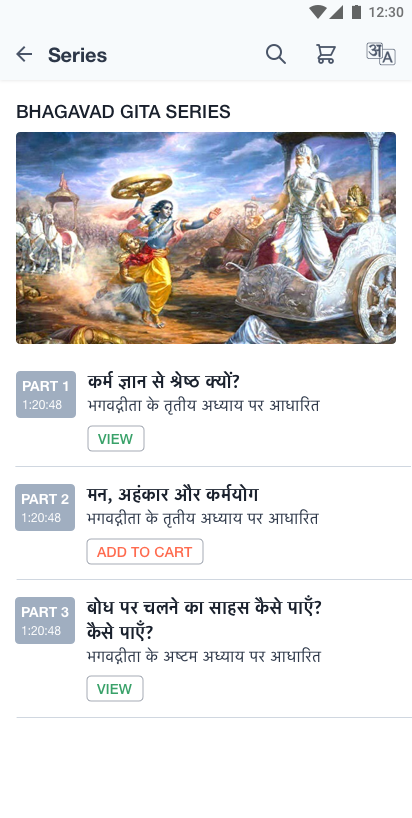 12:30
Series
अ A
BHAGAVAD GITA SERIES
PART 1
1:20:48
कर्म ज्ञान से श्रेष्ठ क्यों?
भगवद्गीता के तृतीय अध्याय पर आधारित
VIEW
PART 2
1:20:48
मन, अहंकार और कर्मयोग
भगवद्गीता के तृतीय अध्याय पर आधारित
ADD TO CART
PART 3
1:20:48
बोध पर चलने का साहस कैसे पाएँ?
कैसे पाएँ?
भगवद्गीता के अष्टम अध्याय पर आधारित
VIEW